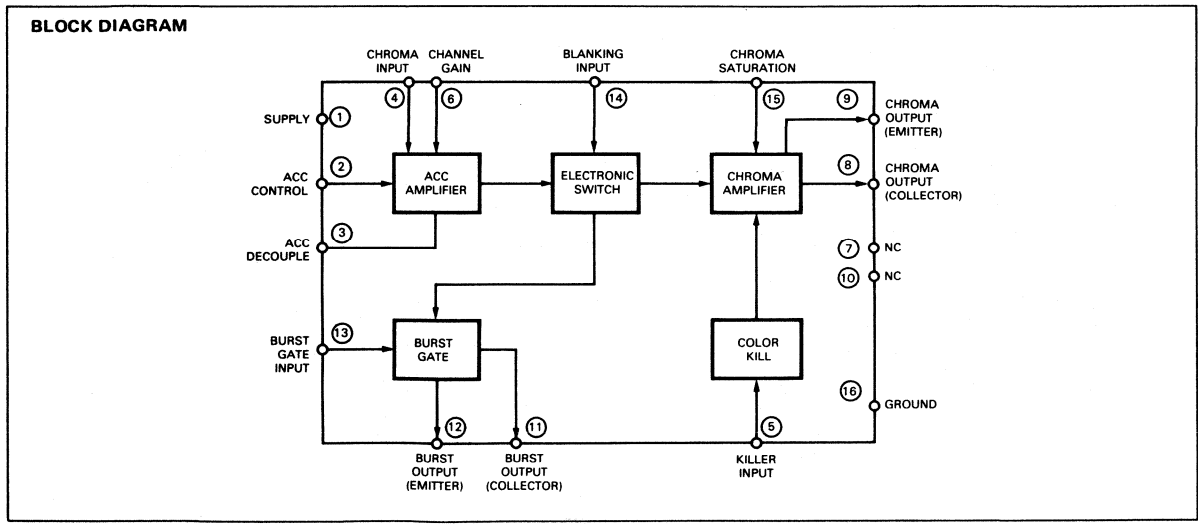 BLOCK DIAGRAM
CHROMA
INPUT
CHANNEL
GAIN
BLANKING
INPUT
CHROMA
SATURATION
4
6
14
15
9
CHROMA
OUTPUT
(EMITTER)
SUPPLY
1
2
ACC
CONTROL
ACC
AMPLIFIER
ELECTRONIC
SWITCH
CHROMA
AMPLIFIER
8
CHROMA
OUTPUT
(COLLECTOR)
3
ACC
DECOUPLE
7
NC
10
NC
13
BURST
GATE
INPUT
BURST
GATE
COLOR
KILL
16
GROUND
12
11
5
BURST
OUTPUT
(EMITTER)
BURST
OUTPUT
(COLLECTOR)
KILLER
INPUT